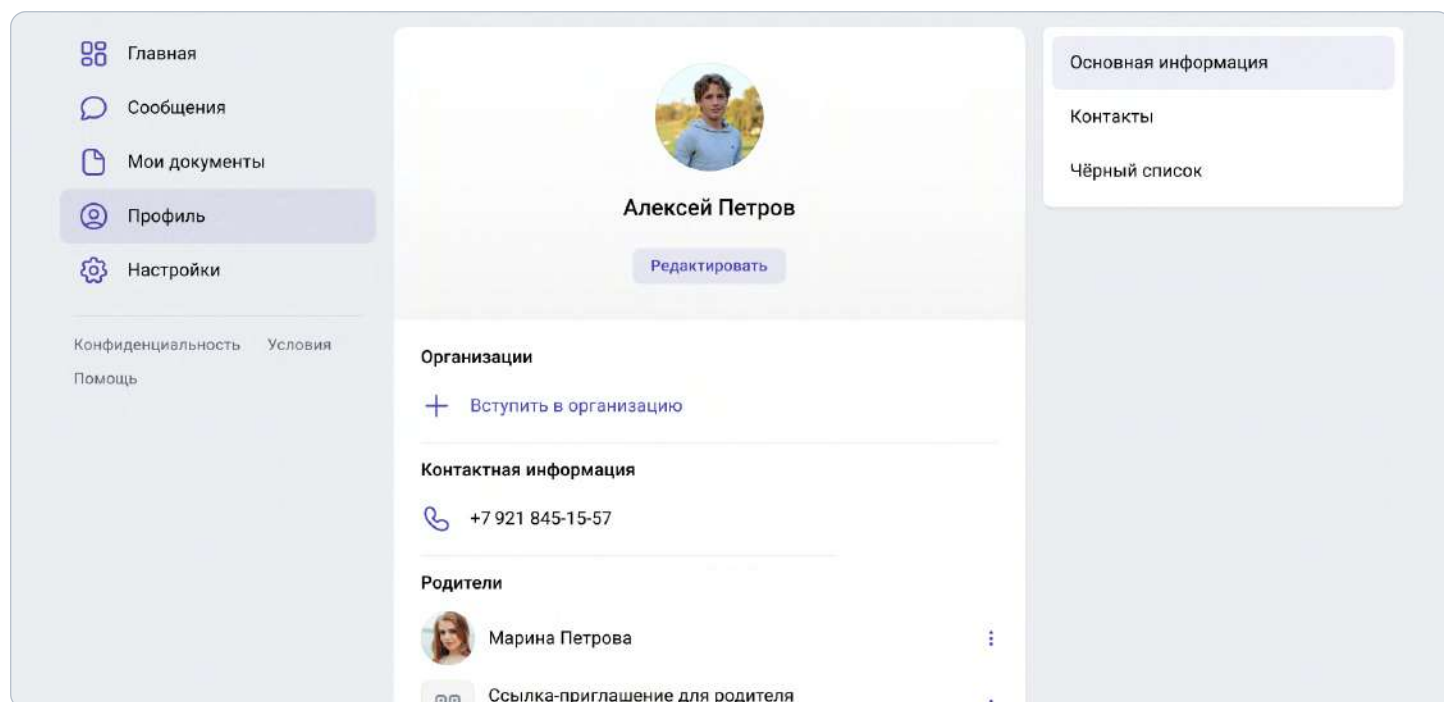 Главная
Сообщения
Мои документы
Профиль
Настройки
Конфиденциальность Условия
Помощь
Алексей Петров
Редактировать
Организации
Вступить в организацию
Контактная информация
+7 921 845-15-57
Родители
Марина Петрова
Ссылка-приглашение для родителя
Основная информация
Контакты
Чёрный список